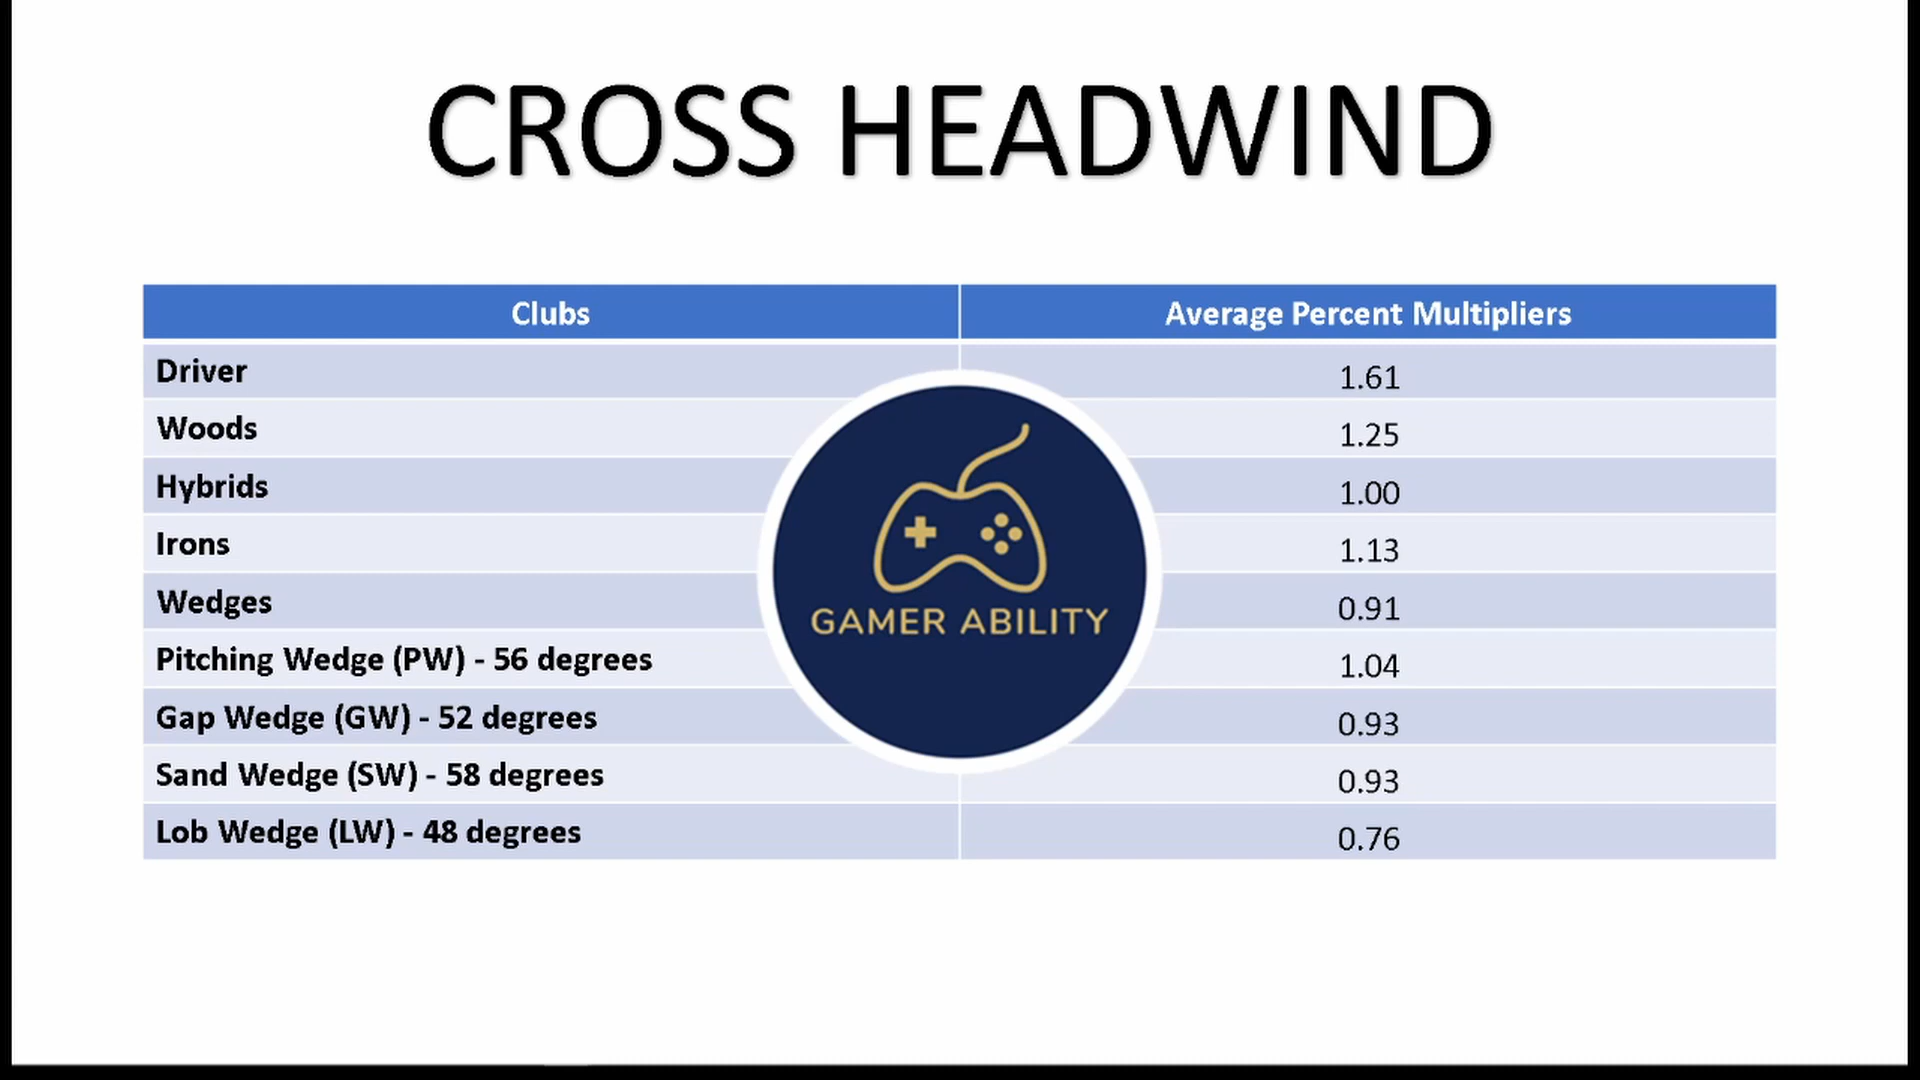 CROSS HEADWIND
Clubs Average Percent Multipliers
Driver 1.61
Woods 1.25
Hybrids 1.00
Irons 1.13
Wedges 0.91
Pitching Wedge (PW) - 56 degrees 1.04
Gap Wedge (GW) - 52 degrees 0.93
Sand Wedge (SW) - 58 degrees 0.93
Lob Wedge (LW) - 48 degrees 0.76
GAMER ABILITY